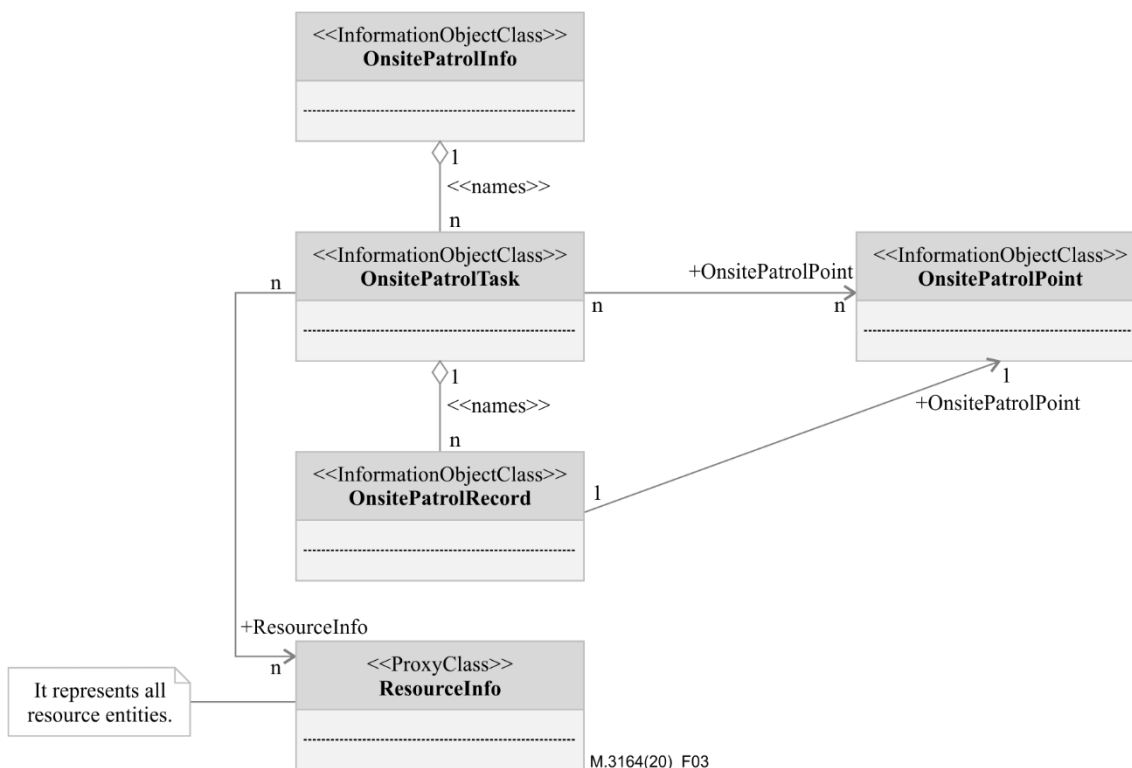 <<InformationObjectClass>>
OnsitePatrolInfo
1
<<names>>
n
<<InformationObjectClass>>
OnsitePatrolTask
n
n
+OnsitePatrolPoint
n
<<InformationObjectClass>>
OnsitePatrolPoint
1
<<names>>
n
1
+OnsitePatrolPoint
<<InformationObjectClass>>
OnsitePatrolRecord
1
+ResourceInfo
n
<<ProxyClass>>
ResourceInfo
It represents all
resource entities.
M.3164(20)_F03